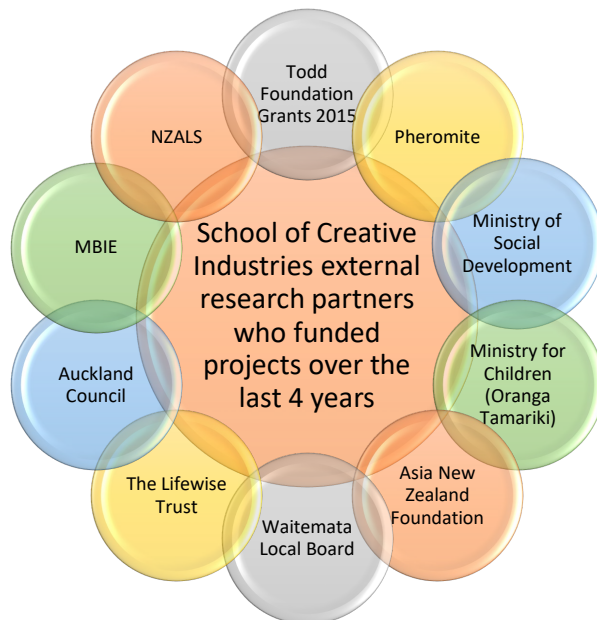 Todd
Foundation
Grants 2015
Pheromite
Ministry of
Social
Development
Ministry for
Children
(Oranga
Tamariki)
Asia New
Zealand
Foundation
Waitemata
Local Board
The Lifewise
Trust
Auckland
Council
MBIE
NZALS
School of Creative
Industries external
research partners
who funded
projects over the
last 4 years